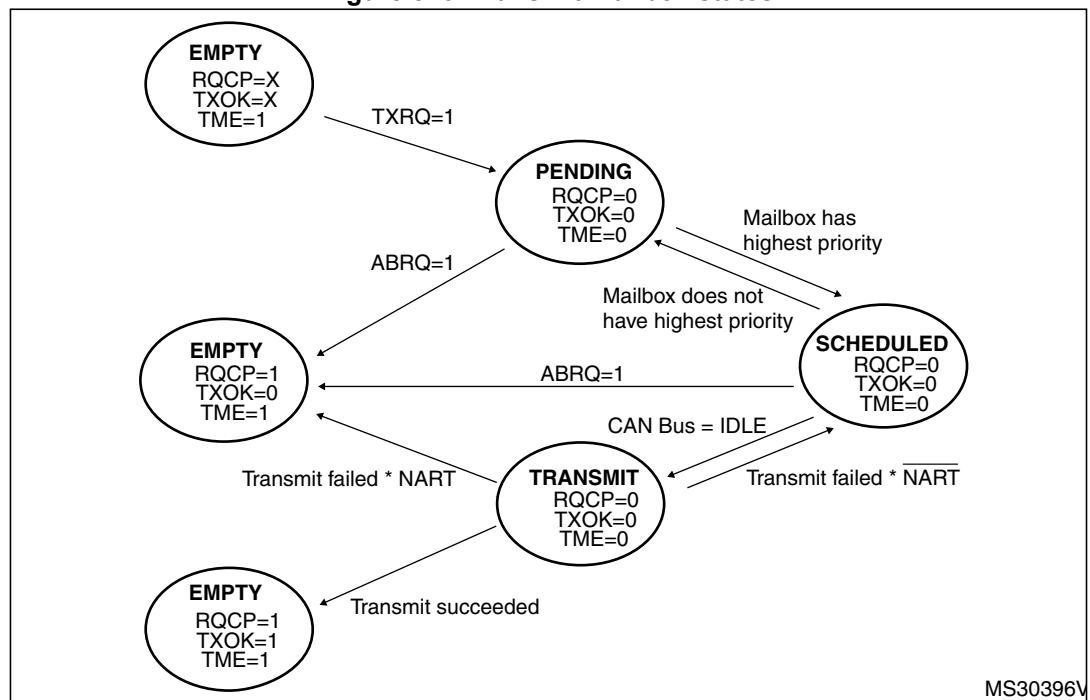 EMPTY
RQCP=X
TXOK=X
TME=1
TXRQ=1
PENDING
RQCP=0
TXOK=0
TME=0
Mailbox has
highest priority
ABRQ=1
Mailbox does not
have highest priority
EMPTY
RQCP=1
TXOK=0
TME=1
ABRQ=1
SCHEDULED
RQCP=0
TXOK=0
TME=0
CAN Bus = IDLE
Transmit failed * NART
TRANSMIT
RQCP=0
TXOK=0
TME=0
Transmit failed * N̅A̅R̅T̅
EMPTY
RQCP=1
TXOK=1
TME=1
Transmit succeeded
MS30396V